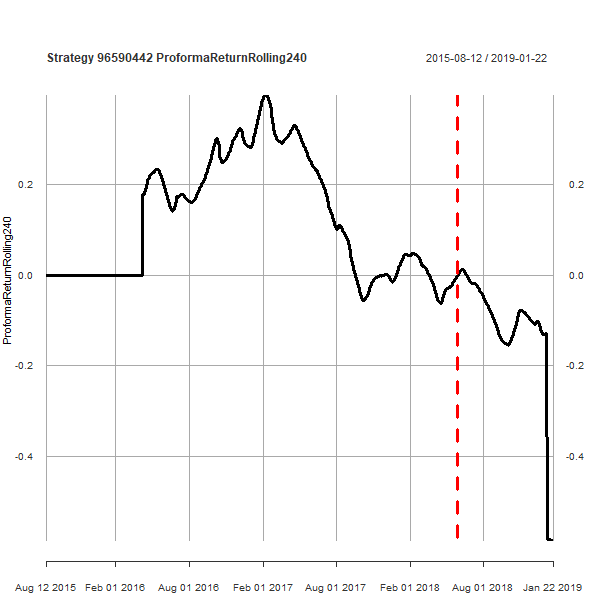 Strategy 96590442 ProformaReturnRolling240
2015-08-12 / 2019-01-22
ProformaReturnRolling240
0.2
0.2
0.0
0.0
-0.2
-0.2
-0.4
-0.4
Aug 12 2015
Feb 01 2016
Aug 01 2016
Feb 01 2017
Aug 01 2017
Feb 01 2018
Aug 01 2018
Jan 22 2019